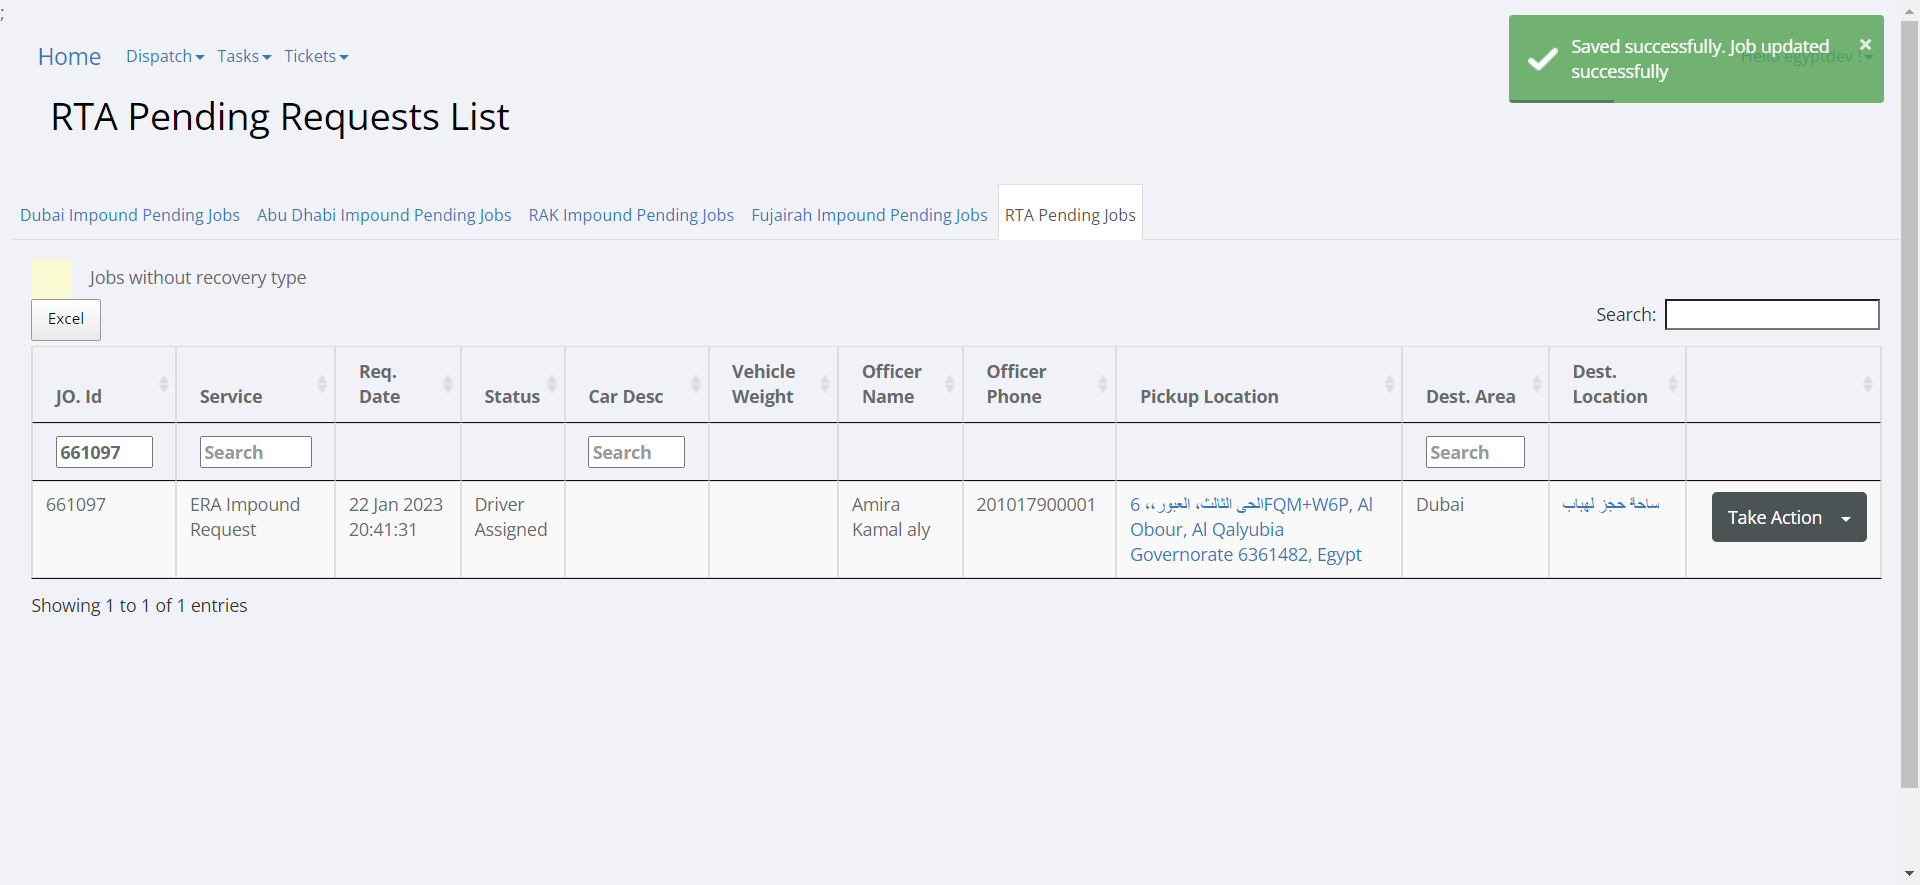 ;
Home Dispatch Tasks Tickets
Saved successfully. Job updated
successfully
Hello egyptdev !
RTA Pending Requests List
Dubai Impound Pending Jobs Abu Dhabi Impound Pending Jobs RAK Impound Pending Jobs Fujairah Impound Pending Jobs RTA Pending Jobs
Jobs without recovery type
Excel
Search:
JO. Id Service Req. Date Status Car Desc Vehicle Weight Officer Name Officer Phone Pickup Location Dest. Area Dest. Location
661097 Search Search Search
661097
ERA Impound
Request
22 Jan 2023
20:41:31
Driver
Assigned
Amira
Kamal aly
201017900001
6 الحى الثالث، العبور،، FQM+W6P, Al
Obour, Al Qalyubia
Governorate 6361482, Egypt
Dubai
ساحة حجز لهباب
Take Action
Showing 1 to 1 of 1 entries